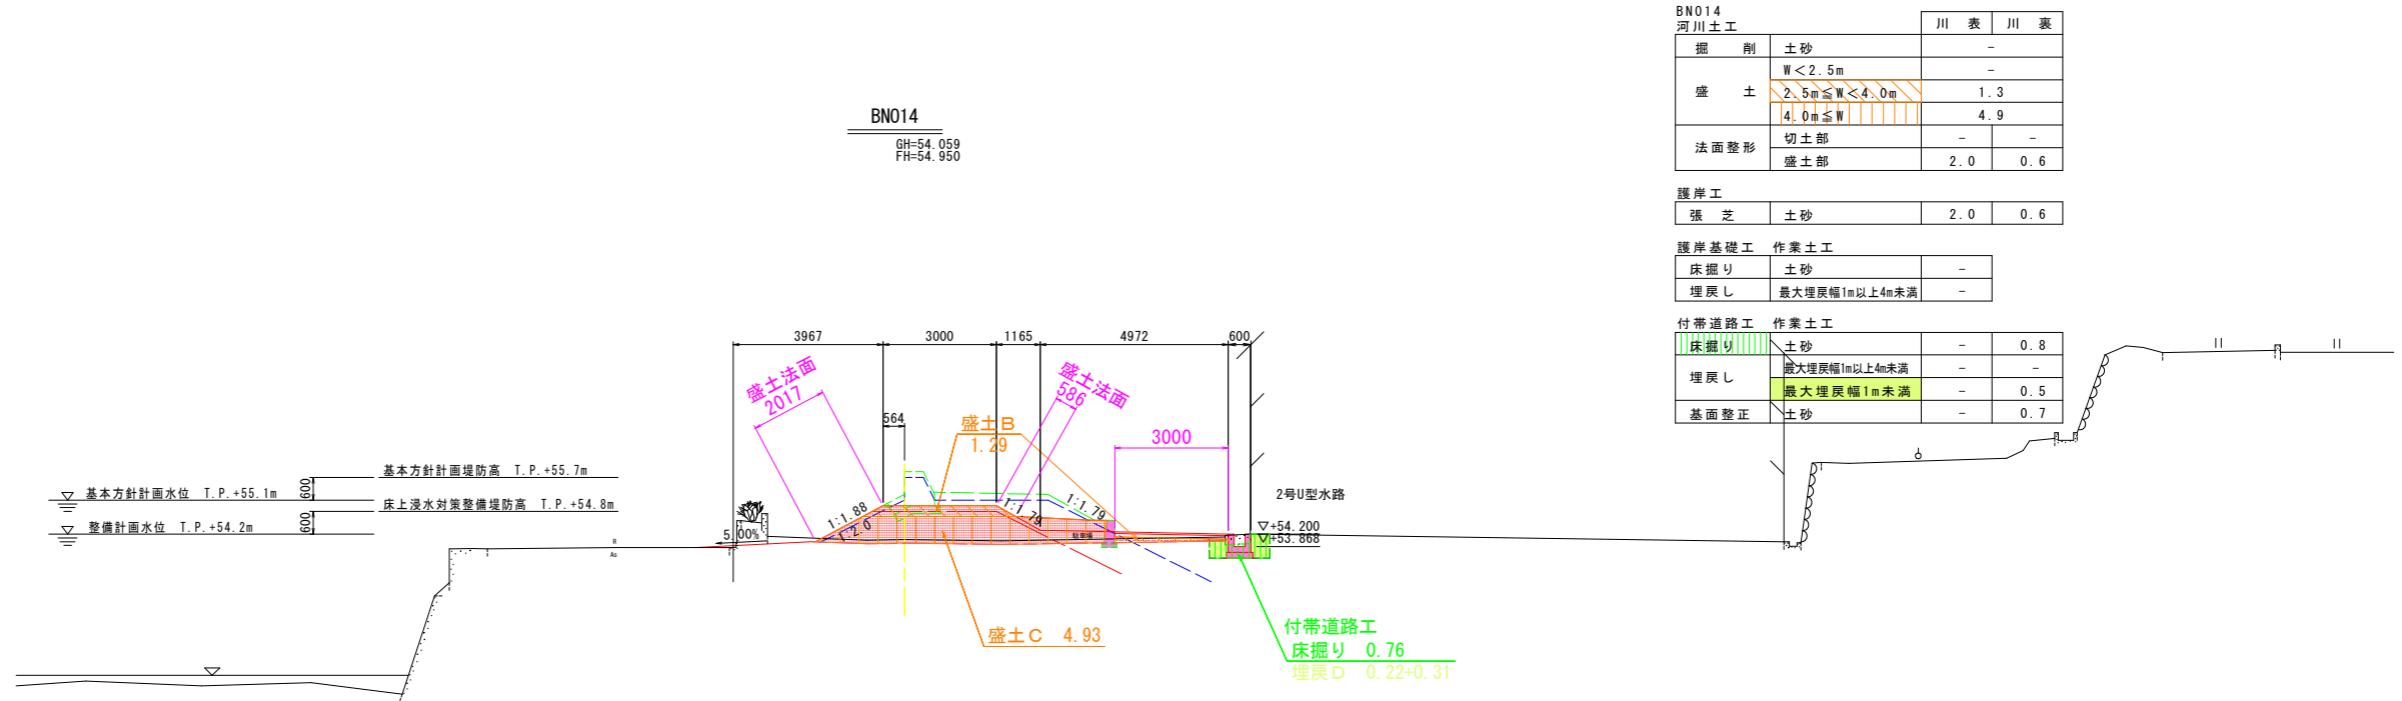 BNO14
GH=54.059
FH=54.950
BNO14
河川土工
川 表 川 裏
掘 削 土砂 -
盛 土 W<2.5m -
2.5m≦W<4.0m 1.3
4.0m≦W 4.9
法面整形 切土部 - -
盛土部 2.0 0.6
護岸工
張 芝 土砂 2.0 0.6
護岸基礎工 作業土工
床掘り 土砂 -
埋戻し 最大埋戻幅1m以上4m未満 -
付帯道路工 作業土工
床掘り 土砂 - 0.8
埋戻し 最大埋戻幅1m以上4m未満 - -
最大埋戻幅1m未満 - 0.5
基面整正 土砂 - 0.7
3967 3000 1165 4972 600
盛土法面
2017
盛土法面
586
564
盛土B
1.29
3000
1:1.88
1:2.0
1:1.79
1:1.79
5.00%
駐車場
基本方針計画堤防高 T.P.+55.7m
600
基本方針計画水位 T.P.+55.1m
床上浸水対策整備堤防高 T.P.+54.8m
600
整備計画水位 T.P.+54.2m
R
As
2号U型水路
▽+54.200
▽+53.868
盛土C 4.93
付帯道路工
床掘り 0.76
埋戻D 0.22+0.31